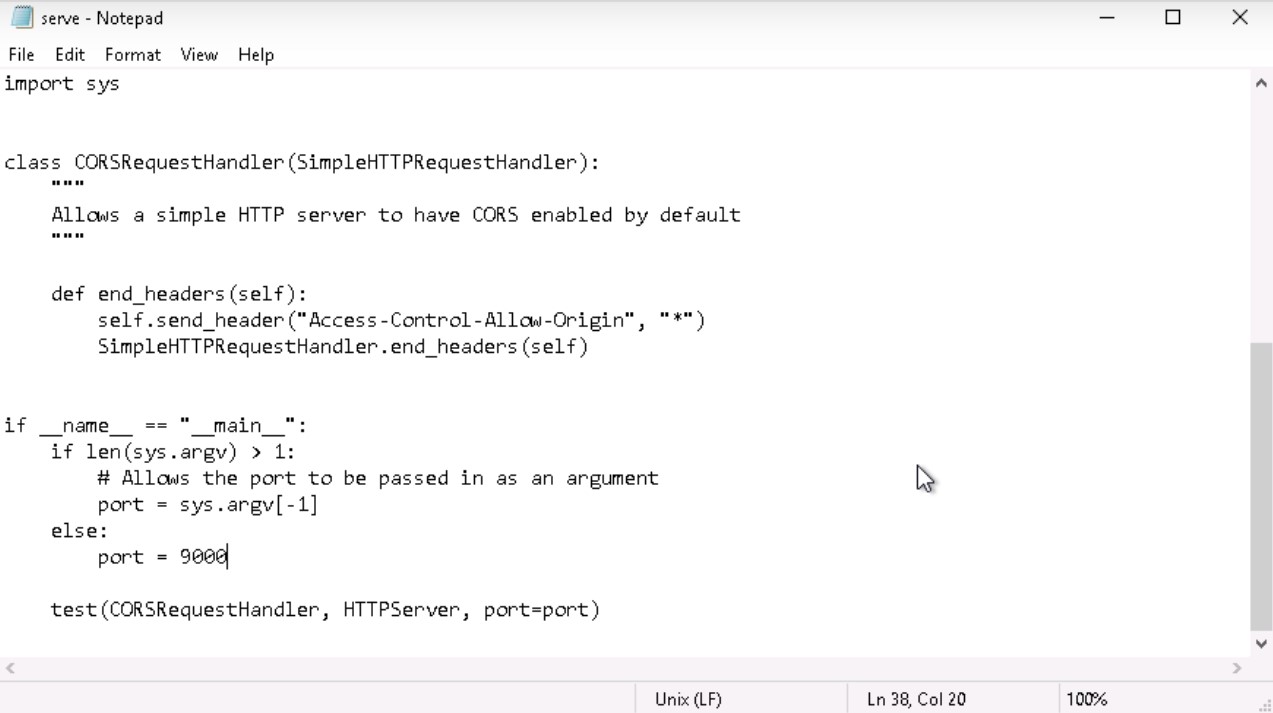 serve - Notepad
File Edit Format View Help
import sys
class CORSRequestHandler(SimpleHTTPRequestHandler):
    """
    Allows a simple HTTP server to have CORS enabled by default
    """
    def end_headers(self):
        self.send_header("Access-Control-Allow-Origin", "*")
        SimpleHTTPRequestHandler.end_headers(self)
if __name__ == "__main__":
    if len(sys.argv) > 1:
        # Allows the port to be passed in as an argument
        port = sys.argv[-1]
    else:
        port = 9000
    test(CORSRequestHandler, HTTPServer, port=port)
Unix (LF) Ln 38, Col 20 100%